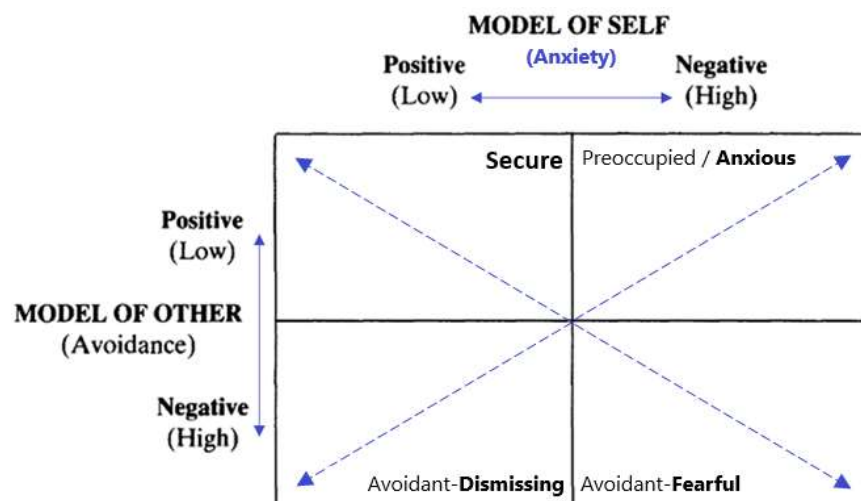 MODEL OF SELF
(Anxiety)
Positive
(Low)
Negative
(High)
Secure
Preoccupied / Anxious
Positive
(Low)
MODEL OF OTHER
(Avoidance)
Negative
(High)
Avoidant-Dismissing
Avoidant-Fearful